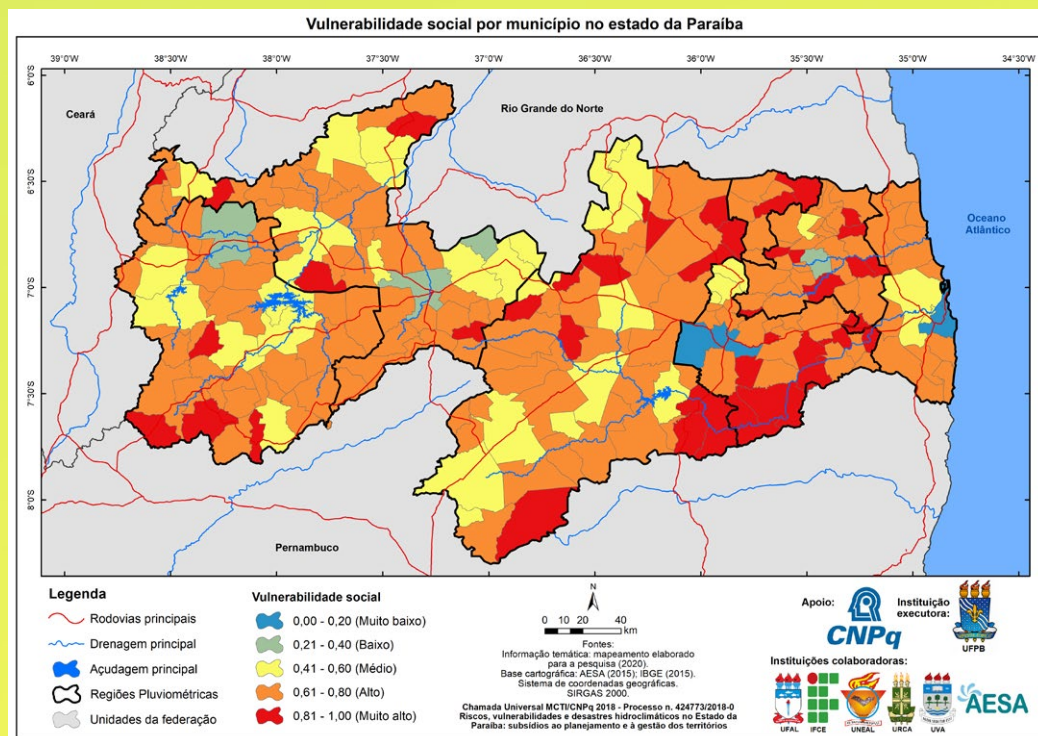 Vulnerabilidade social por município no estado da Paraíba
39°0'W 38°30'W 38°0'W 37°30'W 37°0'W 36°30'W 36°0'W 35°30'W 35°0'W 34°30'W
6°0'S
Ceará
Rio Grande do Norte
6°30'S
Oceano
Atlântico
7°0'S
7°30'S
8°0'S
Pernambuco
Legenda
Rodovias principais
Drenagem principal
Açudagem principal
Regiões Pluviométricas
Unidades da federação
Vulnerabilidade social
0,00 - 0,20 (Muito baixo)
0,21 - 0,40 (Baixo)
0,41 - 0,60 (Médio)
0,61 - 0,80 (Alto)
0,81 - 1,00 (Muito alto)
N
0 10 20 40
km
Fontes:
Informação temática: mapeamento elaborado
para a pesquisa (2020).
Base cartográfica: AESA (2015); IBGE (2015).
Sistema de coordenadas geográficas.
SIRGAS 2000.
Chamada Universal MCTI/CNPq 2018 - Processo n. 424773/2018-0
Riscos, vulnerabilidades e desastres hidroclimáticos no Estado da
Paraíba: subsídios ao planejamento e à gestão dos territórios
Apoio:
CNPq
Instituição
executora:
UFPB
Instituições colaboradoras:
UFAL
IFCE
UNEAL
URCA
UVA
AESA